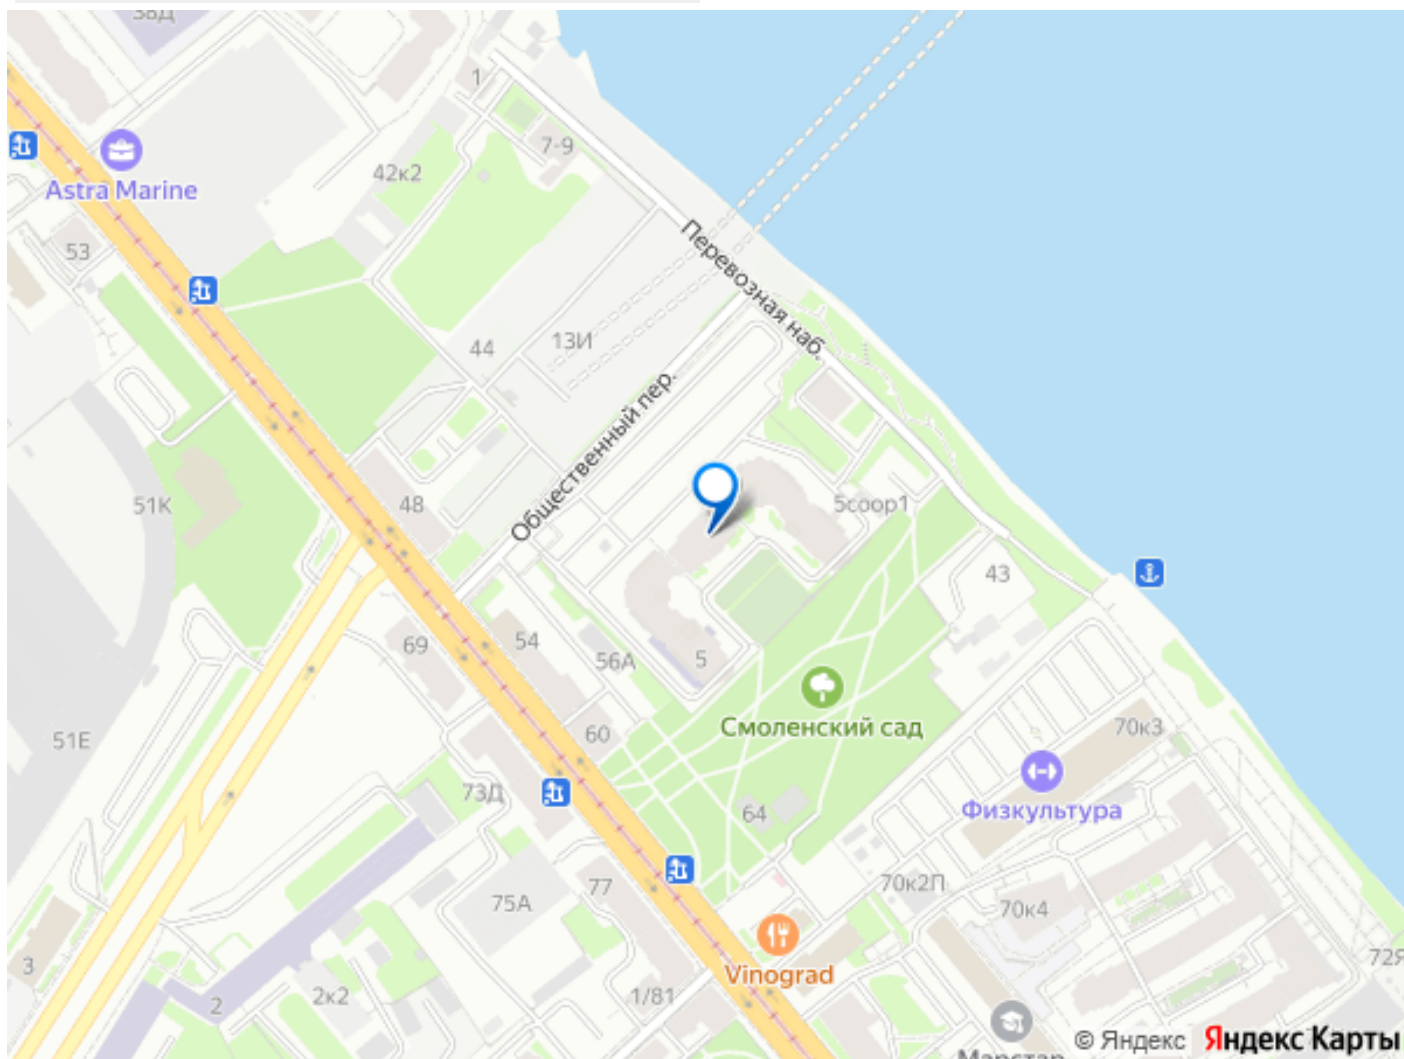 38Д
1
7-9
42к2
Astra Marine
53
Перевозная наб.
44
13И
Общественный пер.
51К
48
5соор1
43
69
54
56А
5
Смоленский сад
51Е
60
70к3
73Д
Физкультура
64
77
75А
70к2П
70к4
Vinograd
72Я
3
2
2к2
1/81
Марстар
© Яндекс Яндекс Карты